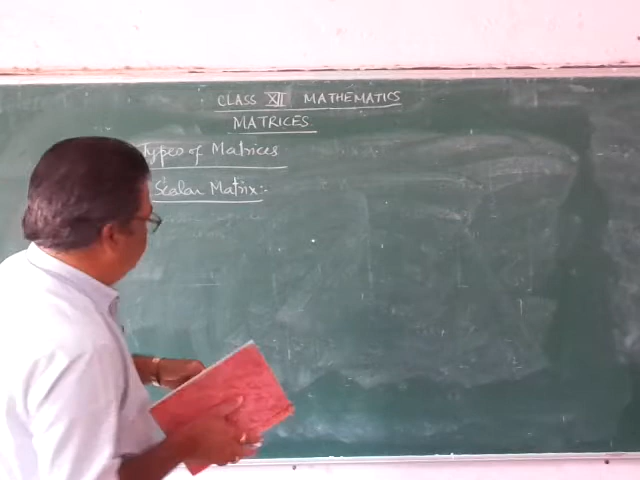 CLASS XII MATHEMATICS
MATRICES
Types of Matrices
Scalar Matrix:-